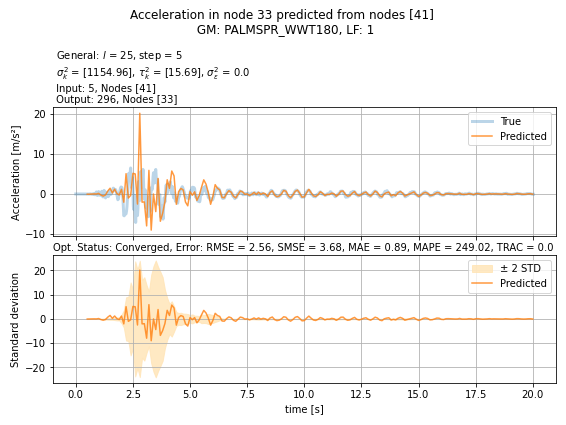 Acceleration in node 33 predicted from nodes [41]
GM: PALMSPR_WWT180, LF: 1
General: l = 25, step = 5
σ²ₖ = [1154.96], τ²ₖ = [15.69], σ²ε = 0.0
Input: 5, Nodes [41]
Output: 296, Nodes [33]
Acceleration [m/s²]
20
10
0
−10
True
Predicted
Opt. Status: Converged, Error: RMSE = 2.56, SMSE = 3.68, MAE = 0.89, MAPE = 249.02, TRAC = 0.0
Standard deviation
20
10
0
−10
−20
± 2 STD
Predicted
0.0 2.5 5.0 7.5 10.0 12.5 15.0 17.5 20.0
time [s]